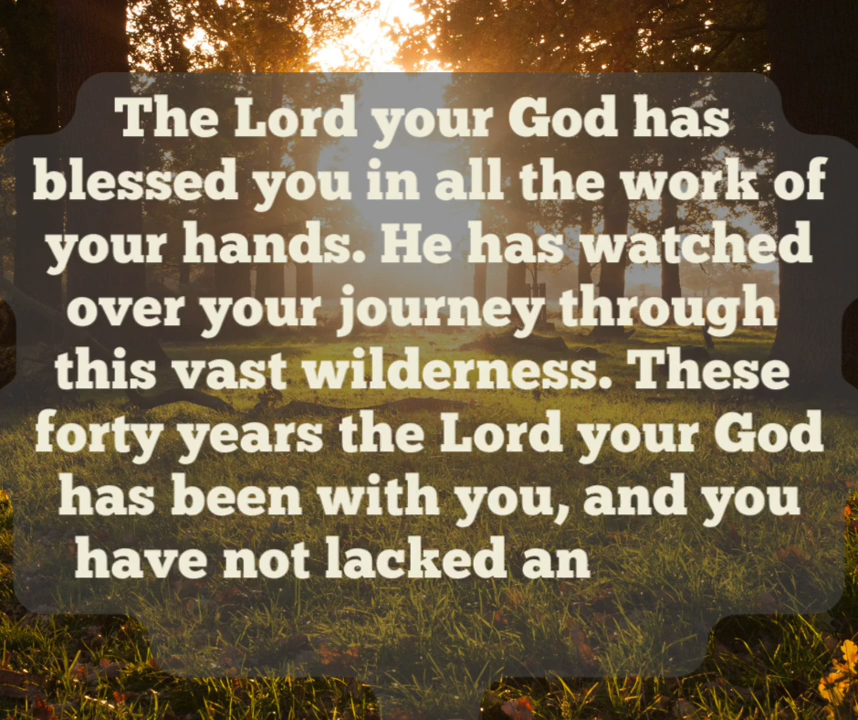 The Lord your God has
blessed you in all the work of
your hands. He has watched
over your journey through
this vast wilderness. These
forty years the Lord your God
has been with you, and you
have not lacked an